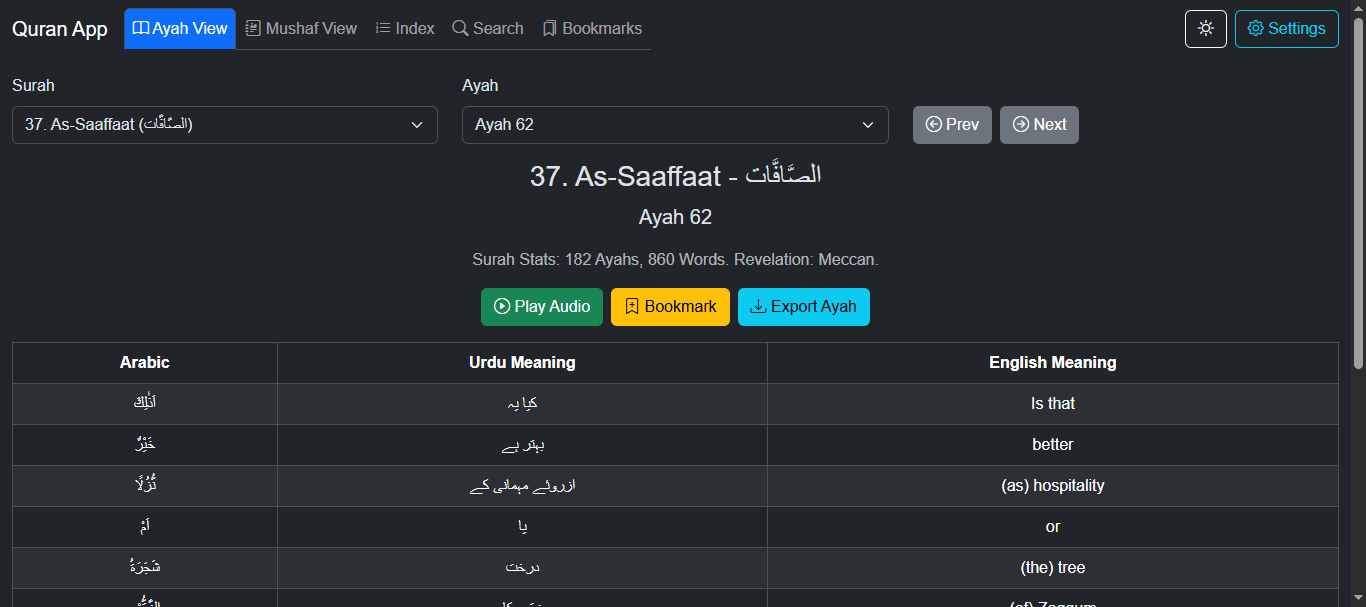 Quran App Ayah View Mushaf View Index Search Bookmarks Settings
Surah Ayah
37. As-Saaffaat (الصَّافَّات) Ayah 62 Prev Next
37. As-Saaffaat - الصَّافَّات
Ayah 62
Surah Stats: 182 Ayahs, 860 Words. Revelation: Meccan.
Play Audio Bookmark Export Ayah
Arabic Urdu Meaning English Meaning
اَذٰلِكَ کیا یہ Is that
خَيْرٌ بہتر ہے better
نُّزُلًا ازروئے مہمانی کے (as) hospitality
اَمْ یا or
شَجَرَةُ درخت (the) tree
(of) Zaqqum